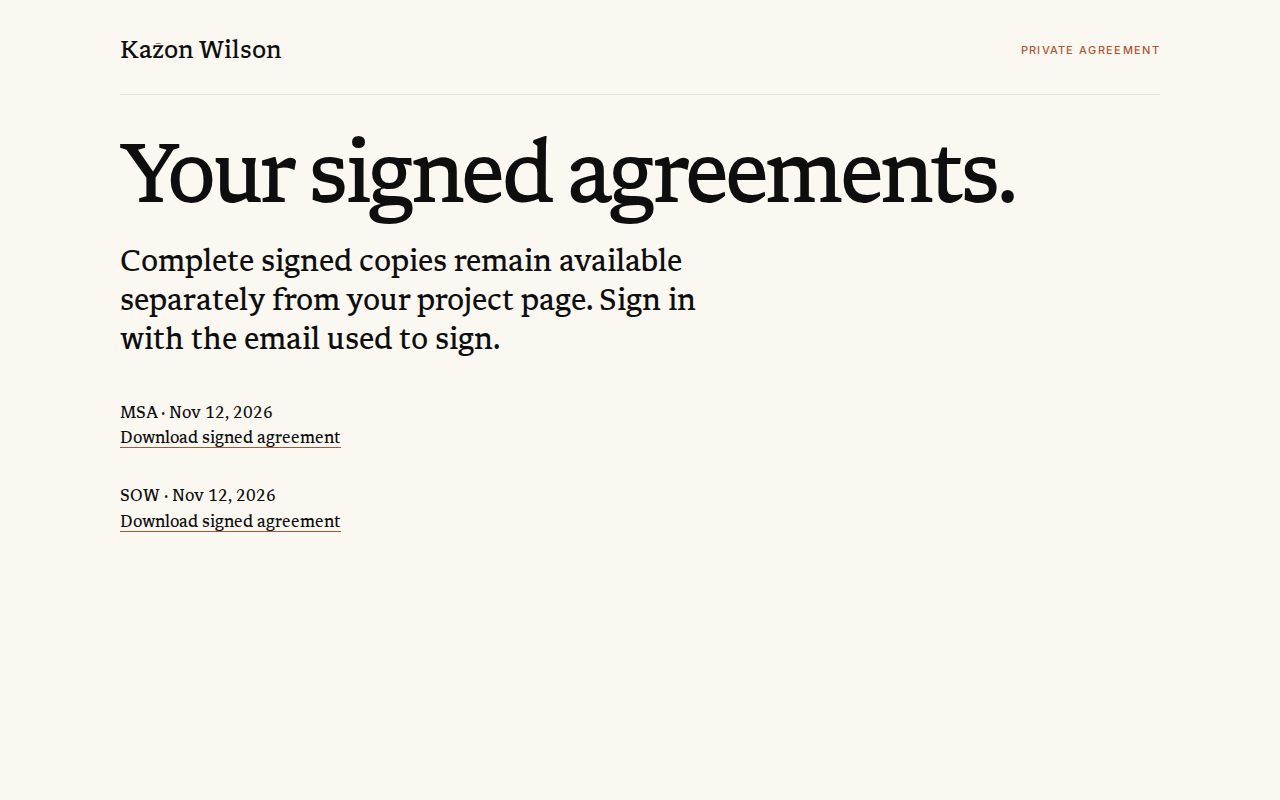 Każon Wilson
PRIVATE AGREEMENT
Your signed agreements.
Complete signed copies remain available
separately from your project page. Sign in
with the email used to sign.
MSA · Nov 12, 2026
Download signed agreement
SOW · Nov 12, 2026
Download signed agreement